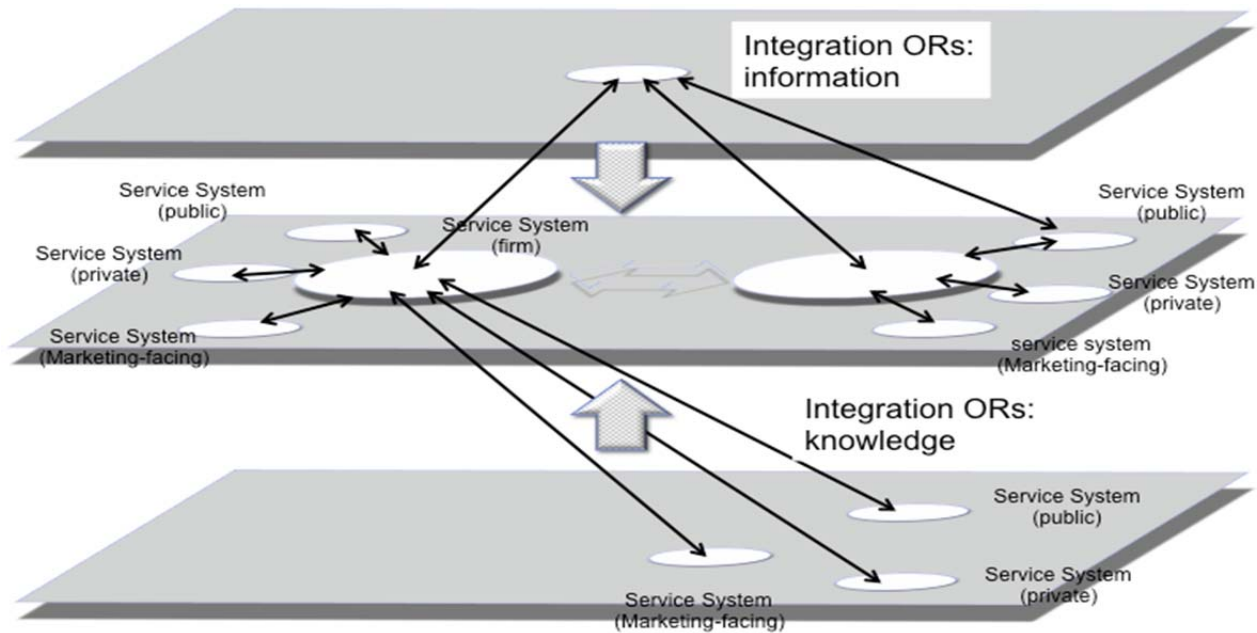 Integration ORs:
information
Service System
(public)
Service System
(firm)
Service System
(public)
Service System
(private)
Service System
(private)
Service System
(Marketing-facing)
service system
(Marketing-facing)
Integration ORs:
knowledge
Service System
(public)
Service System
(private)
Service System
(Marketing-facing)